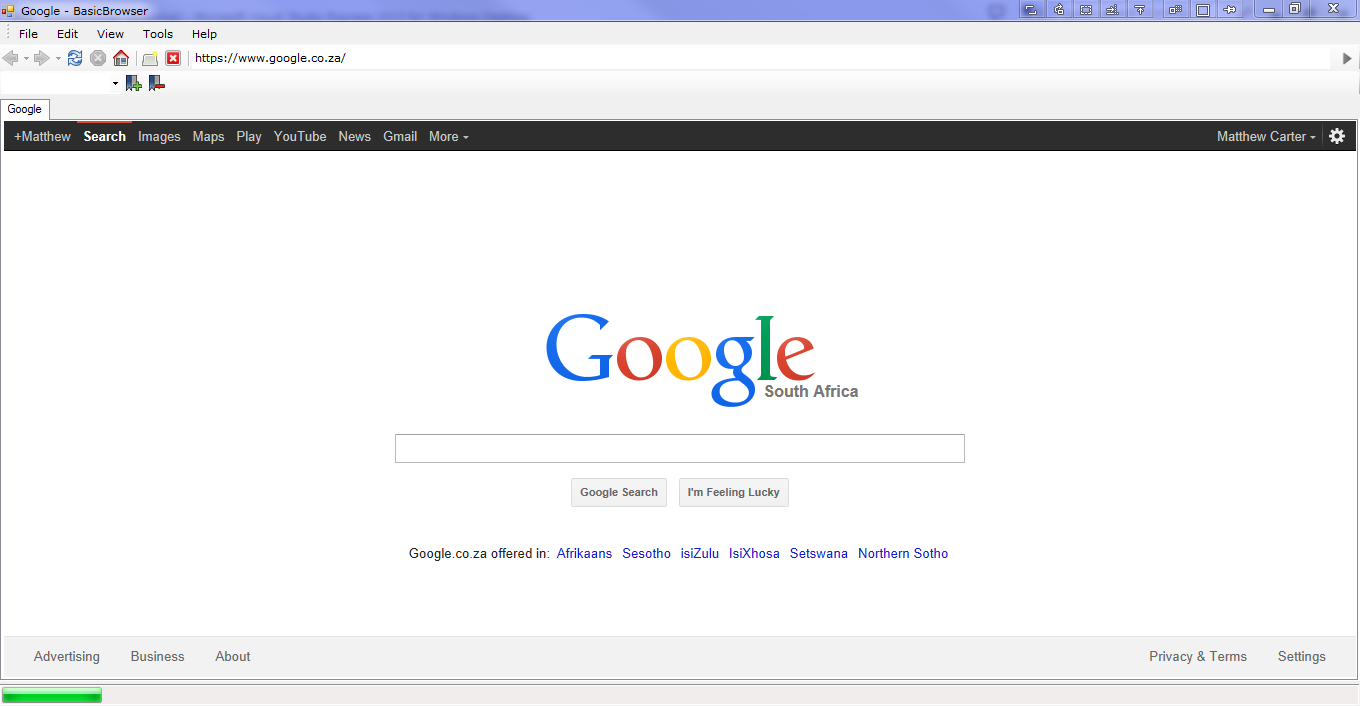 Google - BasicBrowser
File Edit View Tools Help
https://www.google.co.za/
Google
+Matthew Search Images Maps Play YouTube News Gmail More Matthew Carter
Google
South Africa
Google Search I'm Feeling Lucky
Google.co.za offered in: Afrikaans Sesotho isiZulu IsiXhosa Setswana Northern Sotho
Advertising Business About Privacy & Terms Settings